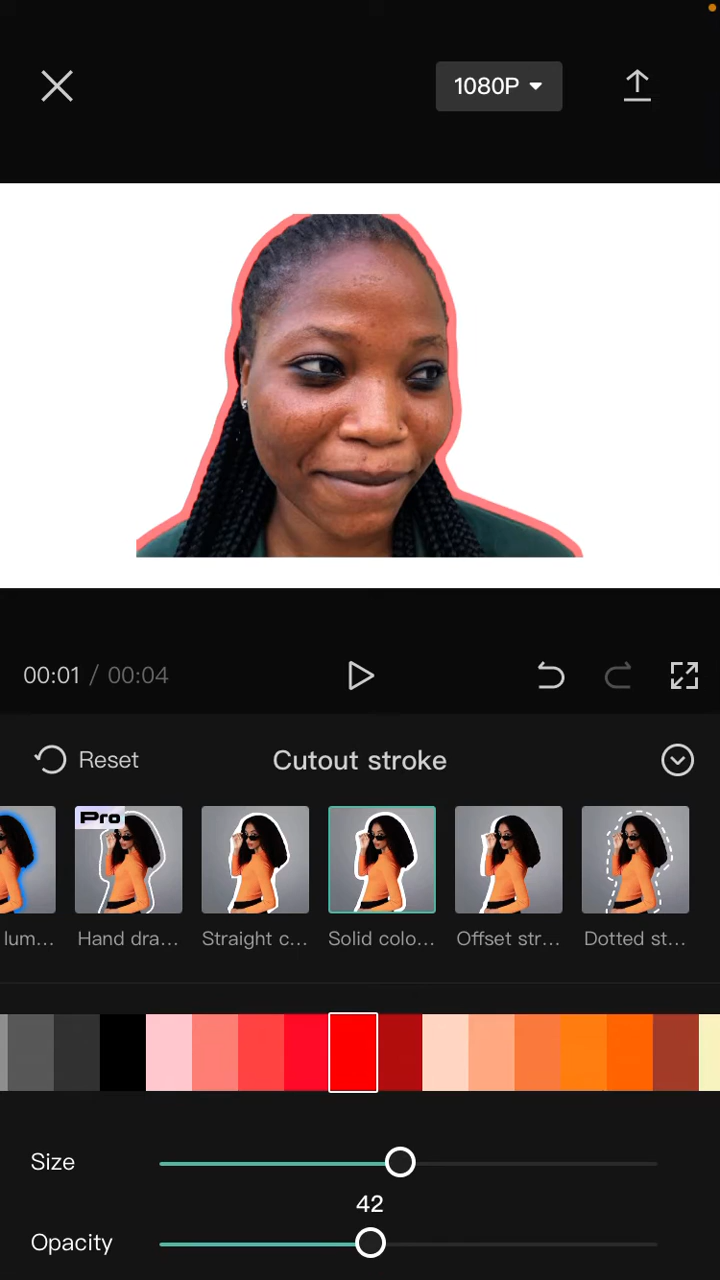 1080P
00:01 / 00:04
Reset Cutout stroke
Pro
lum... Hand dra... Straight c... Solid colo... Offset str... Dotted st...
Size
42
Opacity